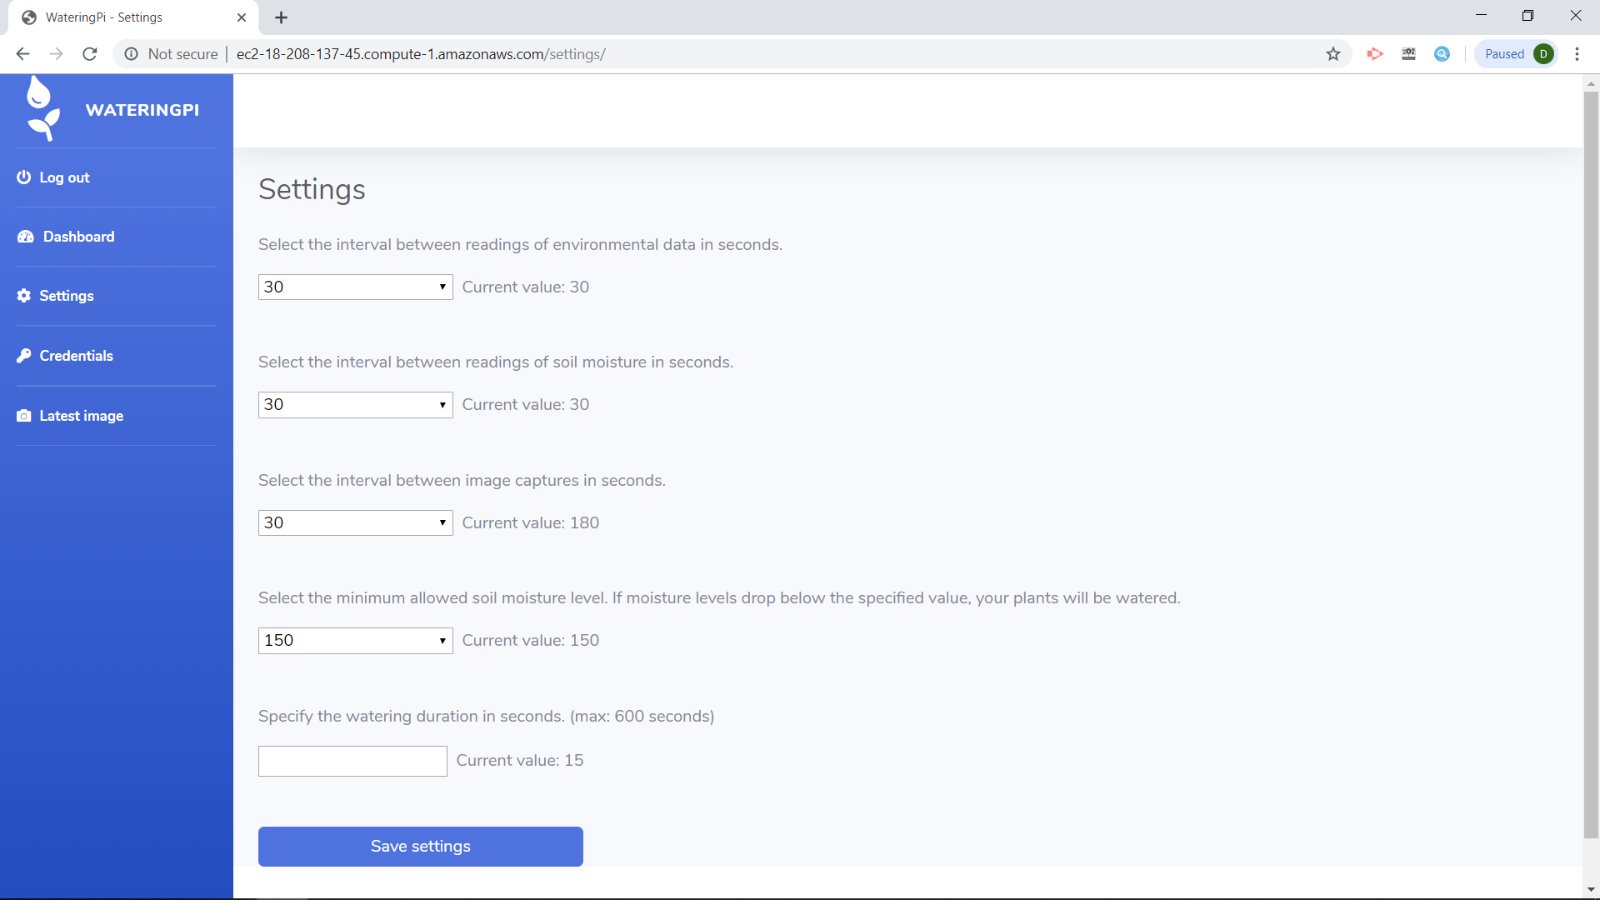 WateringPi - Settings
Not secure | ec2-18-208-137-45.compute-1.amazonaws.com/settings/
Paused D
WATERINGPI
Log out
Dashboard
Settings
Credentials
Latest image
Settings
Select the interval between readings of environmental data in seconds.
30 Current value: 30
Select the interval between readings of soil moisture in seconds.
30 Current value: 30
Select the interval between image captures in seconds.
30 Current value: 180
Select the minimum allowed soil moisture level. If moisture levels drop below the specified value, your plants will be watered.
150 Current value: 150
Specify the watering duration in seconds. (max: 600 seconds)
Current value: 15
Save settings